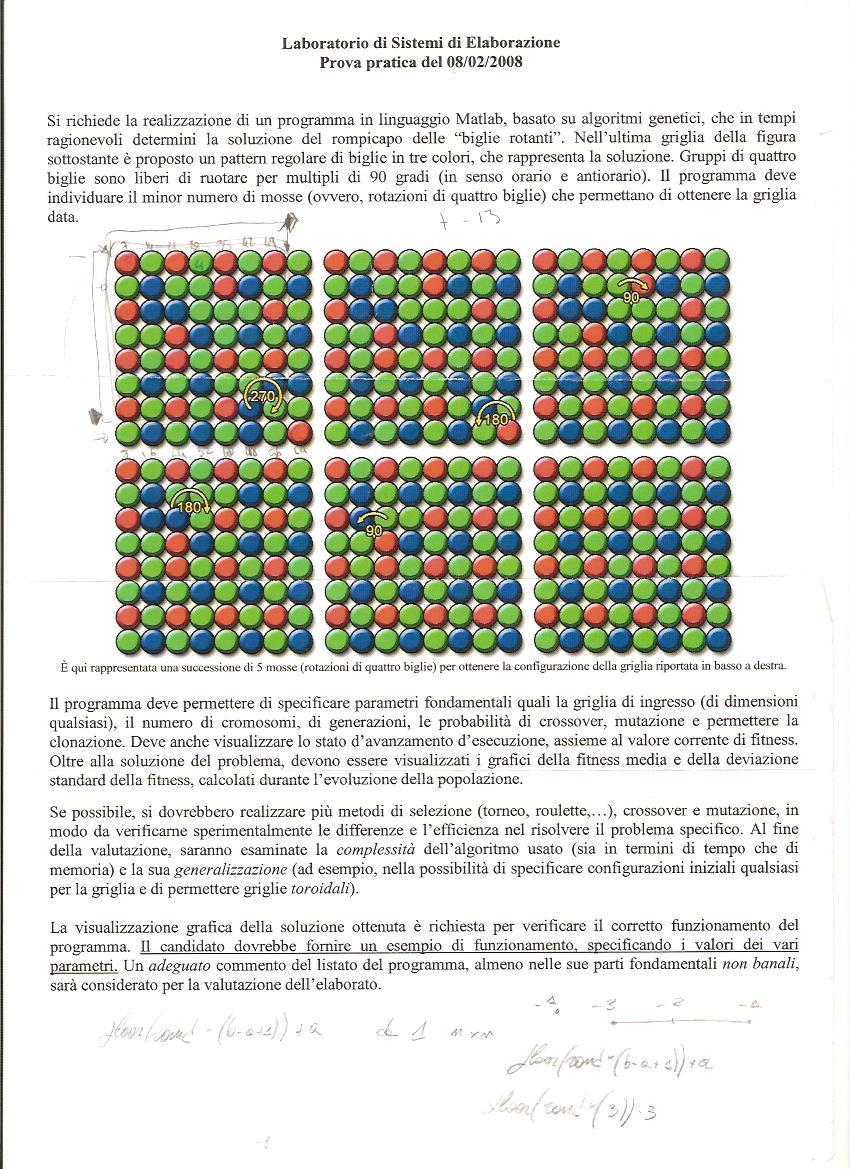 Laboratorio di Sistemi di Elaborazione
Prova pratica del 08/02/2008
Si richiede la realizzazione di un programma in linguaggio Matlab, basato su algoritmi genetici, che in tempi
ragionevoli determini la soluzione del rompicapo delle “biglie rotanti”. Nell’ultima griglia della figura
sottostante è proposto un pattern regolare di biglie in tre colori, che rappresenta la soluzione. Gruppi di quattro
biglie sono liberi di ruotare per multipli di 90 gradi (in senso orario e antiorario). Il programma deve
individuare il minor numero di mosse (ovvero, rotazioni di quattro biglie) che permettano di ottenere la griglia
data.
90
270
180
180
90
È qui rappresentata una successione di 5 mosse (rotazioni di quattro biglie) per ottenere la configurazione della griglia riportata in basso a destra.
Il programma deve permettere di specificare parametri fondamentali quali la griglia di ingresso (di dimensioni
qualsiasi), il numero di cromosomi, di generazioni, le probabilità di crossover, mutazione e permettere la
clonazione. Deve anche visualizzare lo stato d’avanzamento d’esecuzione, assieme al valore corrente di fitness.
Oltre alla soluzione del problema, devono essere visualizzati i grafici della fitness media e della deviazione
standard della fitness, calcolati durante l’evoluzione della popolazione.
Se possibile, si dovrebbero realizzare più metodi di selezione (torneo, roulette,…), crossover e mutazione, in
modo da verificarne sperimentalmente le differenze e l’efficienza nel risolvere il problema specifico. Al fine
della valutazione, saranno esaminate la complessità dell’algoritmo usato (sia in termini di tempo che di
memoria) e la sua generalizzazione (ad esempio, nella possibilità di specificare configurazioni iniziali qualsiasi
per la griglia e di permettere griglie toroidali).
La visualizzazione grafica della soluzione ottenuta è richiesta per verificare il corretto funzionamento del
programma. Il candidato dovrebbe fornire un esempio di funzionamento, specificando i valori dei vari
parametri. Un adeguato commento del listato del programma, almeno nelle sue parti fondamentali non banali,
sarà considerato per la valutazione dell’elaborato.
-3 -2
floor(rand*(b-a+1))+a da 1 n×n
floor(rand*(b-a+1))+a
floor(rand*(3))-3